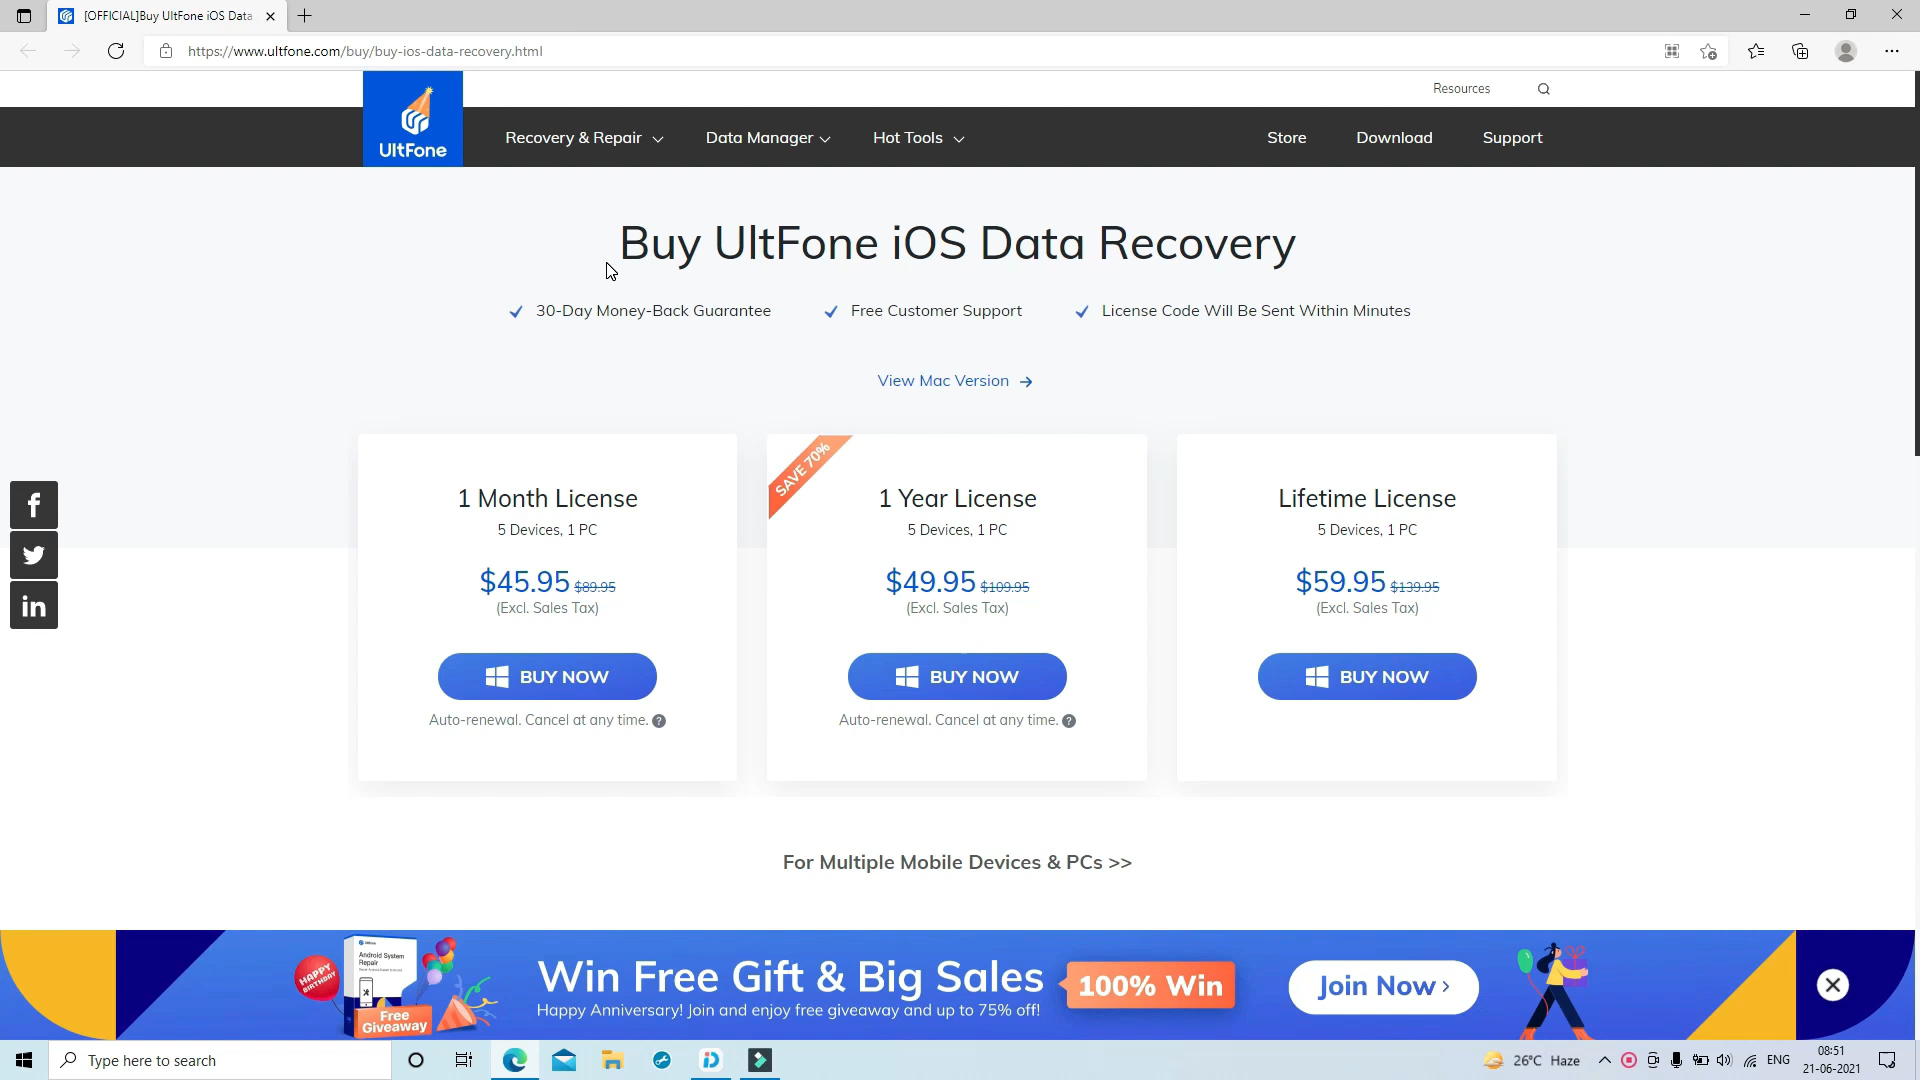 [OFFICIAL]Buy UltFone iOS Data
https://www.ultfone.com/buy/buy-ios-data-recovery.html
Resources
UltFone
Recovery & Repair
Data Manager
Hot Tools
Store
Download
Support
Buy UltFone iOS Data Recovery
30-Day Money-Back Guarantee
Free Customer Support
License Code Will Be Sent Within Minutes
View Mac Version
1 Month License
5 Devices, 1 PC
$45.95 $89.95
(Excl. Sales Tax)
BUY NOW
Auto-renewal. Cancel at any time. ?
SAVE 70%
1 Year License
5 Devices, 1 PC
$49.95 $109.95
(Excl. Sales Tax)
BUY NOW
Auto-renewal. Cancel at any time. ?
Lifetime License
5 Devices, 1 PC
$59.95 $139.95
(Excl. Sales Tax)
BUY NOW
For Multiple Mobile Devices & PCs >>
HAPPY
BIRTHDAY
Android System
Repair
Free
Giveaway
Win Free Gift & Big Sales
Happy Anniversary! Join and enjoy free giveaway and up to 75% off!
100% Win
Join Now
Type here to search
26°C Haze
ENG
08:51
21-06-2021